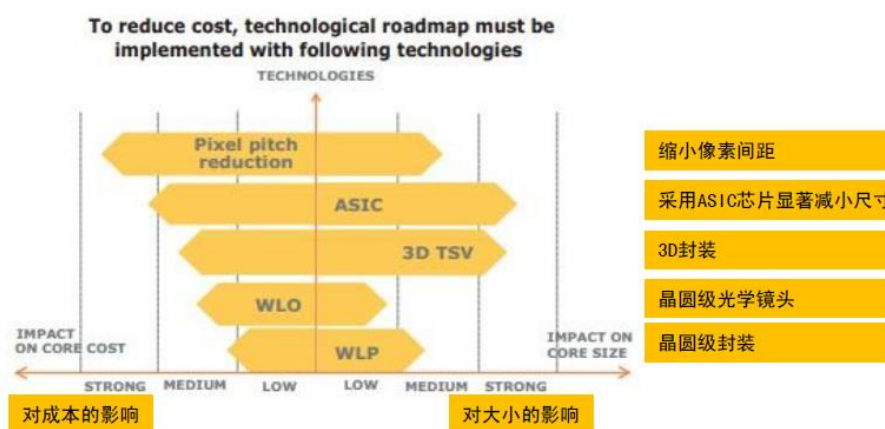 To reduce cost, technological roadmap must be
implemented with following technologies
TECHNOLOGIES
Pixel pitch
reduction
ASIC
3D TSV
WLO
WLP
IMPACT
ON CORE COST
IMPACT ON
CORE SIZE
STRONG MEDIUM LOW LOW MEDIUM STRONG
对成本的影响
对大小的影响
缩小像素间距
采用ASIC芯片显著减小尺寸
3D封装
晶圆级光学镜头
晶圆级封装